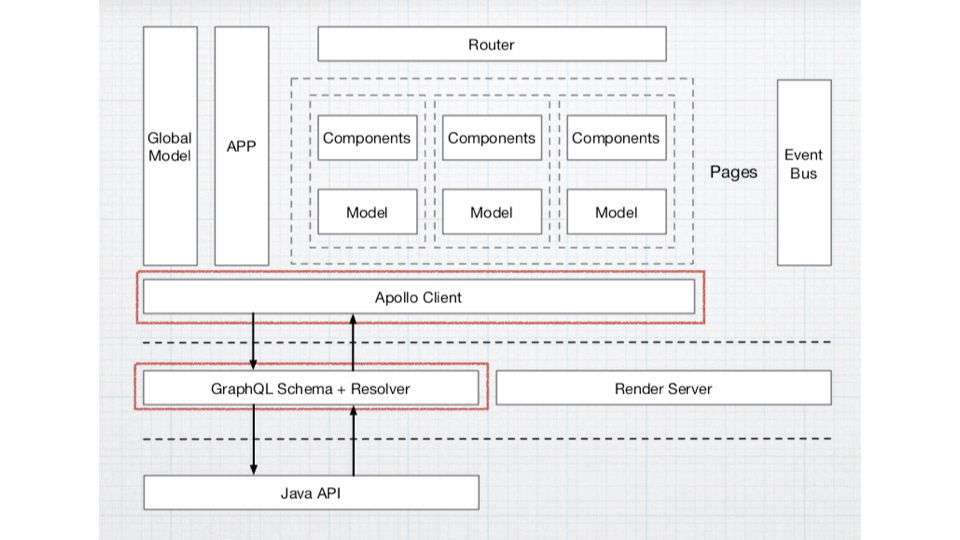 Router
Global
Model
APP
Components
Components
Components
Model
Model
Model
Pages
Event
Bus
Apollo Client
GraphQL Schema + Resolver
Render Server
Java API